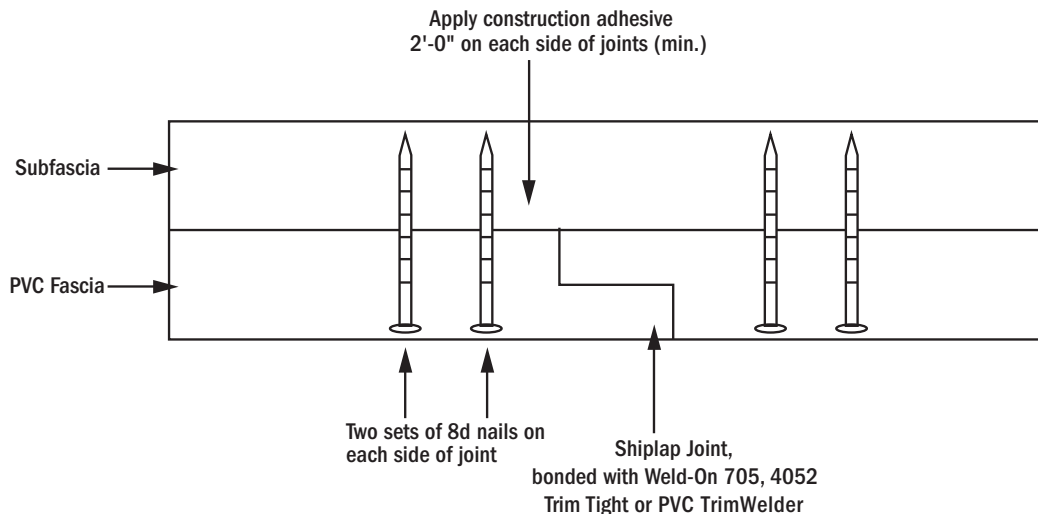 Apply construction adhesive
2'-0" on each side of joints (min.)
Subfascia
PVC Fascia
Two sets of 8d nails on
each side of joint
Shiplap Joint,
bonded with Weld-On 705, 4052
Trim Tight or PVC TrimWelder